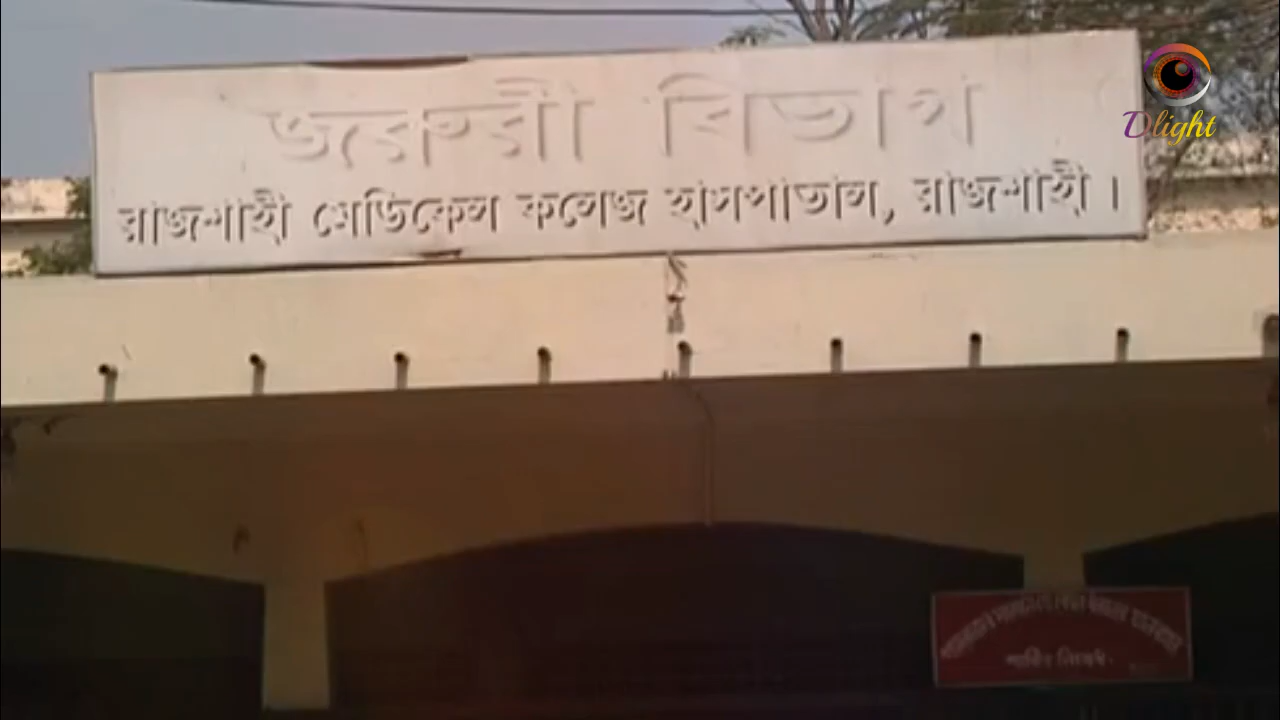 জরুরী বিভাগ
রাজশাহী মেডিকেল কলেজ হাসপাতাল, রাজশাহী।
Dlight